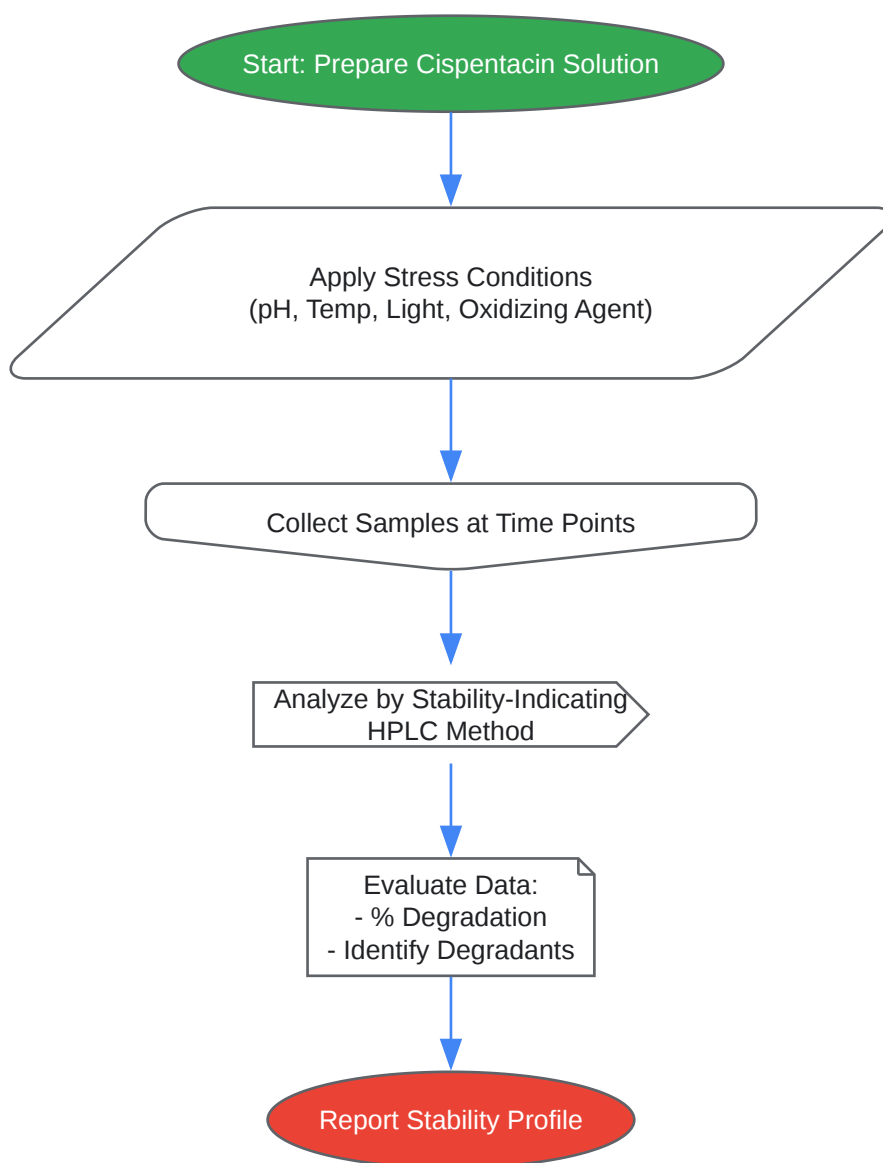 Start: Prepare Cispentacin Solution
Apply Stress Conditions
(pH, Temp, Light, Oxidizing Agent)
Collect Samples at Time Points
Analyze by Stability-Indicating
HPLC Method
Evaluate Data:
- % Degradation
- Identify Degradants
Report Stability Profile